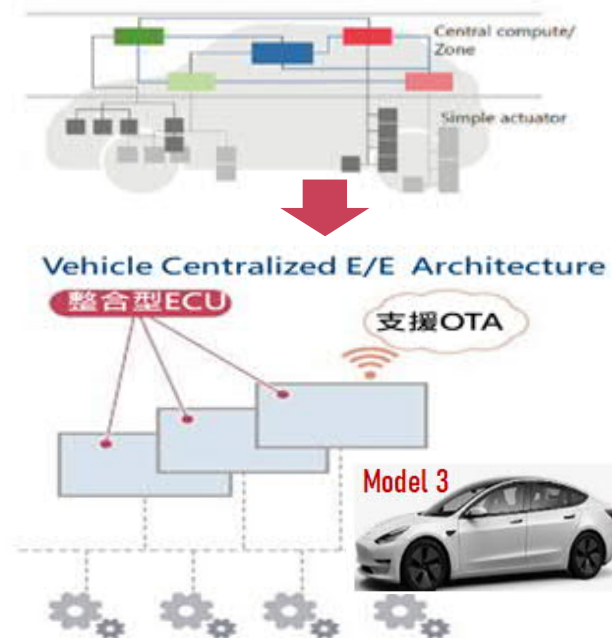 Central compute/
Zone
Simple actuator
Vehicle Centralized E/E Architecture
整合型ECU
支援OTA
Model 3